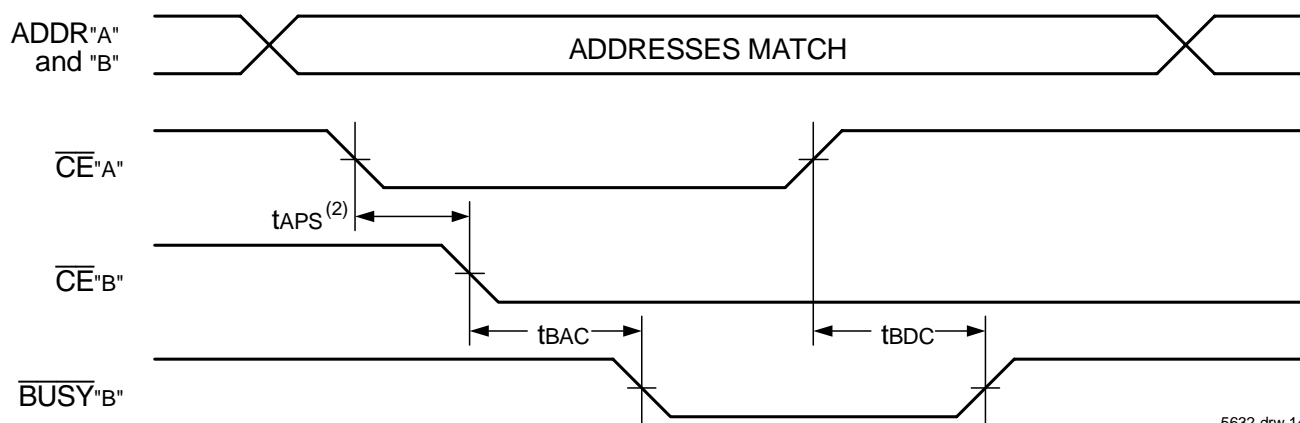 ADDR"A"
and "B"
ADDRESSES MATCH
CE"A"
tAPS(2)
CE"B"
tBAC
tBDC
BUSY"B"